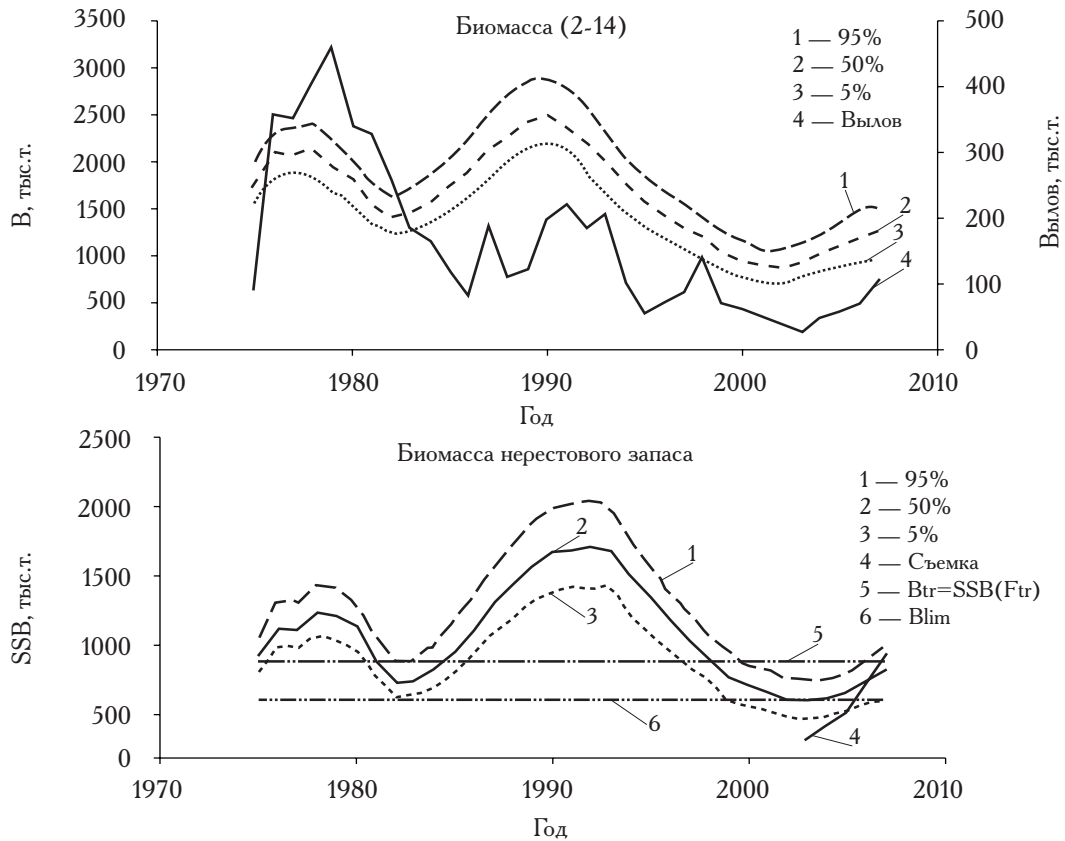 Биомасса (2-14)
3500
3000
2500
2000
1500
1000
500
0
В, тыс.т.
500
400
300
200
100
0
Вылов, тыс.т.
1 — 95%
2 — 50%
3 — 5%
4 — Вылов
1
2
3
4
1970
1980
1990
2000
2010
Год
Биомасса нерестового запаса
2500
2000
1500
1000
500
0
SSB, тыс.т.
1 — 95%
2 — 50%
3 — 5%
4 — Съемка
5 — Btr=SSB(Ftr)
6 — Blim
2
1
3
5
6
4
1970
1980
1990
2000
2010
Год